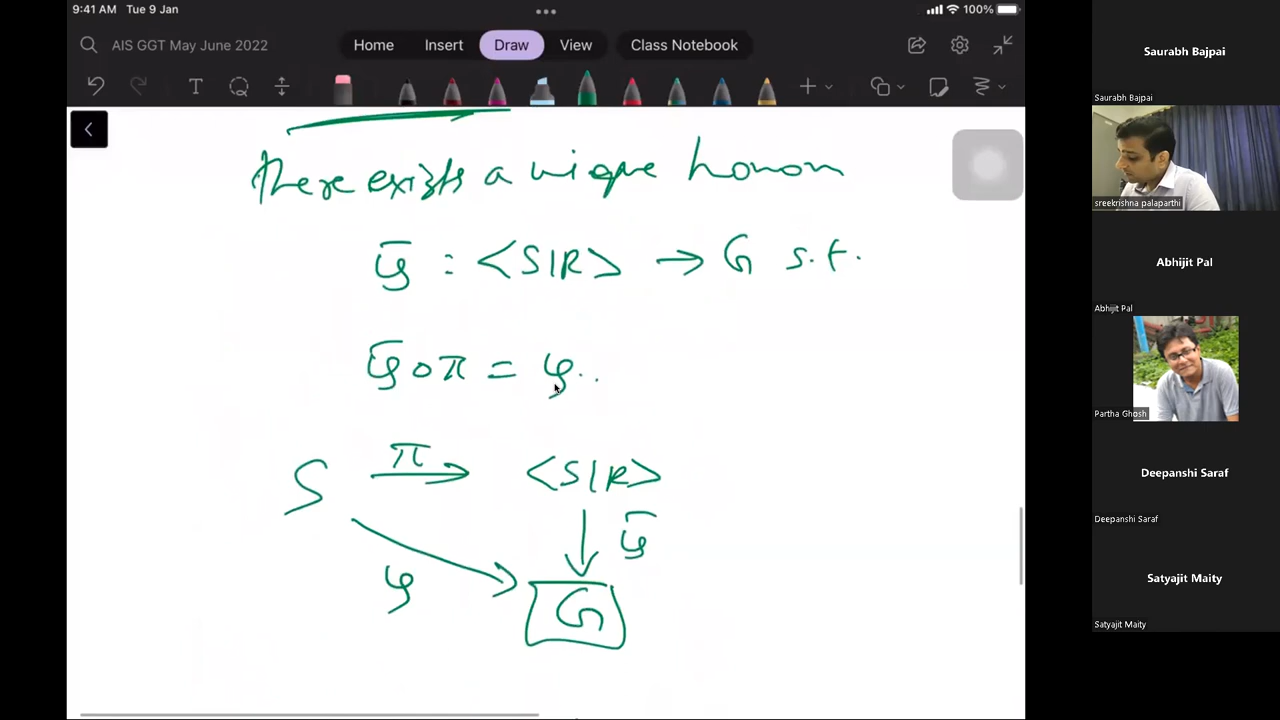 9:41 AM Tue 9 Jan
100%
AIS GGT May June 2022
Home Insert Draw View Class Notebook
There exists a unique homom
φ̄ : <S|R> → G s.t.
φ̄ ∘ π = φ..
S π <S|R>
φ̄
φ
G
Saurabh Bajpai
Saurabh Bajpai
sreekrishna palaparthi
Abhijit Pal
Abhijit Pal
Partha Ghosh
Deepanshi Saraf
Deepanshi Saraf
Satyajit Maity
Satyajit Maity